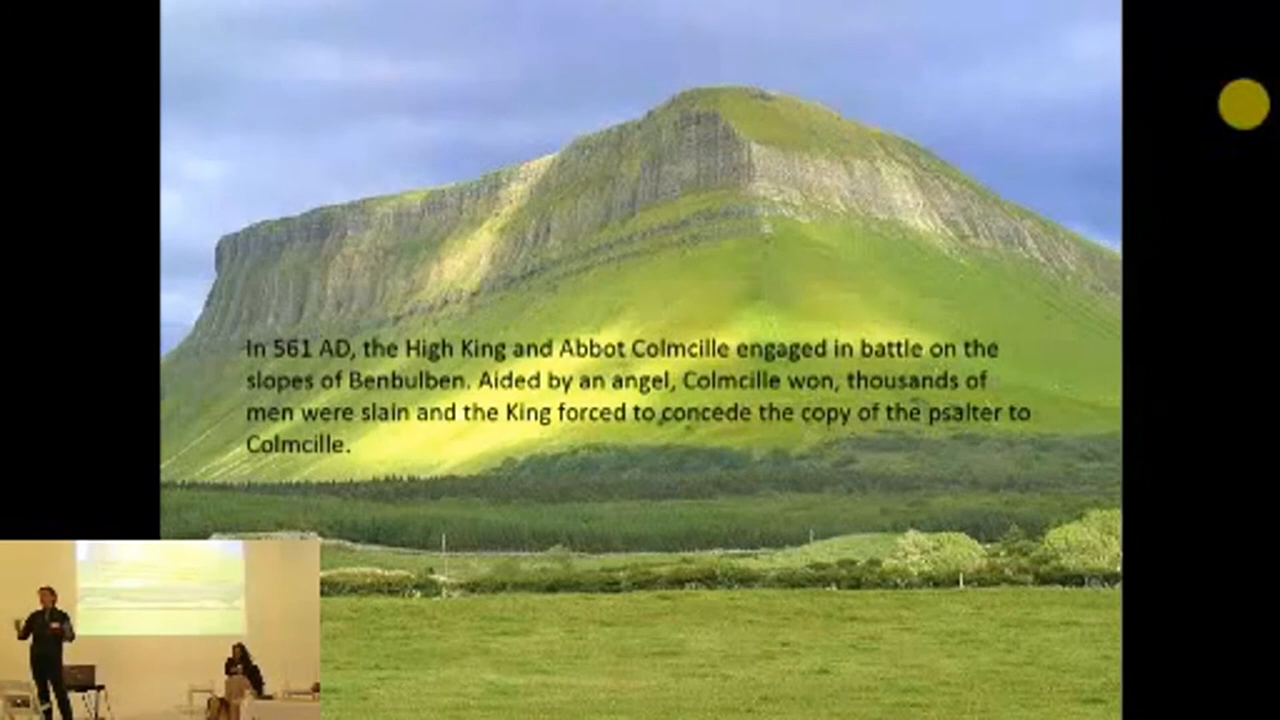 In 561 AD, the High King and Abbot Colmcille engaged in battle on the
slopes of Benbulben. Aided by an angel, Colmcille won, thousands of
men were slain and the King forced to concede the copy of the psalter to
Colmcille.